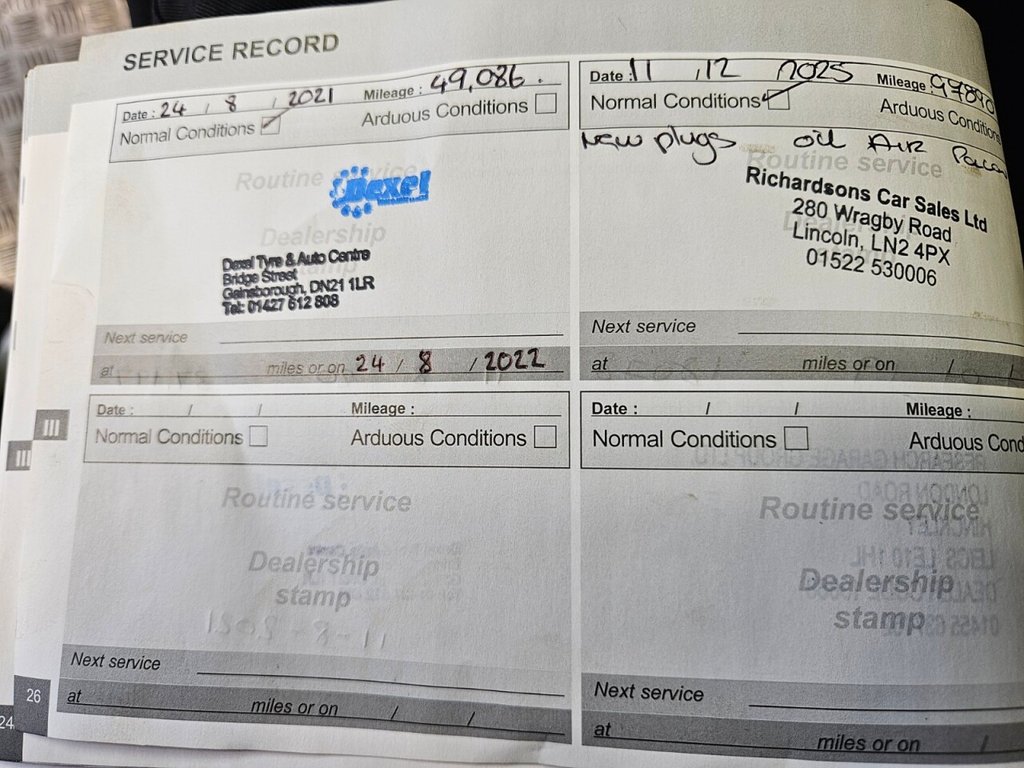 SERVICE RECORD
Date : 24 / 8 / 2021 Mileage : 49,086.
Normal Conditions Arduous Conditions
Routine service
Dexel
Dealership
stamp
Dexel Tyre & Auto Centre
Bridge Street
Gainsborough, DN21 1LR
Tel: 01427 612 808
Next service
at miles or on 24 / 8 / 2022
Date : 11 , 12 2025 Mileage : 97890
Normal Conditions Arduous Conditions
New plugs oil AIR
Routine service
Richardsons Car Sales Ltd
280 Wragby Road
Lincoln, LN2 4PX
01522 530006
Next service
at miles or on / /
Date : / / Mileage :
Normal Conditions Arduous Conditions
Routine service
Dealership
stamp
Next service
at miles or on / /
Date : / / Mileage :
Normal Conditions Arduous Cond
Routine service
Dealership
stamp
Next service
at miles or on /
III
III
26
24